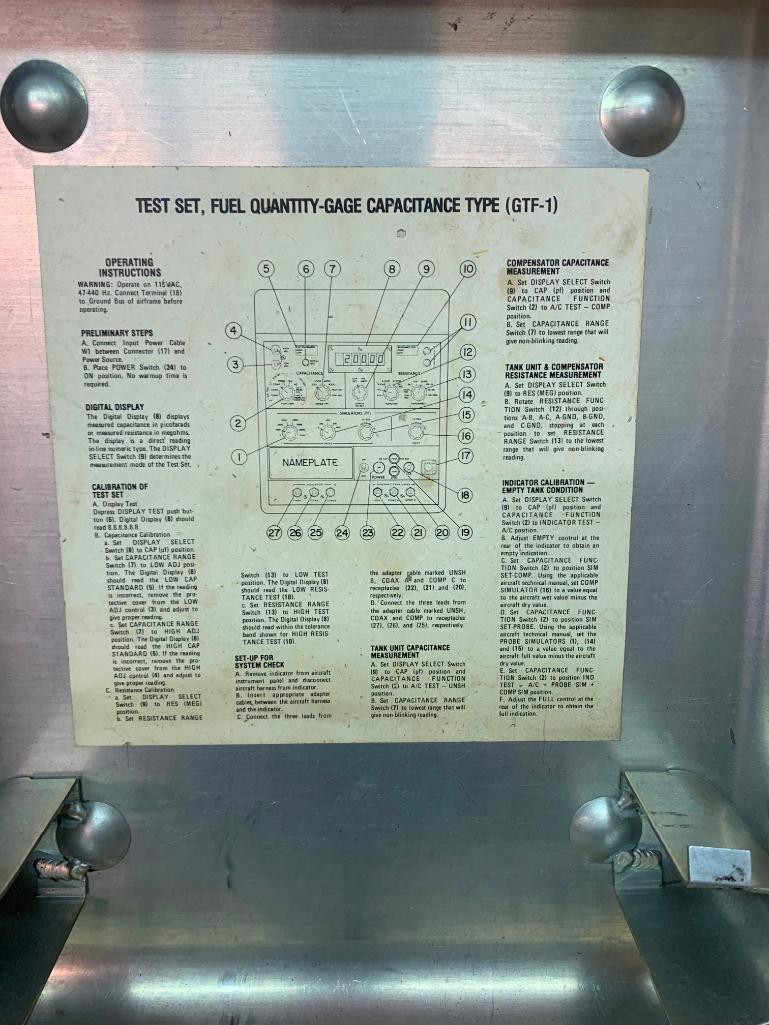 TEST SET, FUEL QUANTITY-GAGE CAPACITANCE TYPE (GTF-1)
OPERATING
INSTRUCTIONS
WARNING: Operate on 115 VAC,
47-440 Hz. Connect Terminal (18)
to Ground Bus of airframe before
operating.
PRELIMINARY STEPS
A. Connect Input Power Cable
W1 between Connector (17) and
Power Source.
B. Place POWER Switch (24) to
ON position. No warmup time is
required.
DIGITAL DISPLAY
The Digital Display (8) displays
measured capacitance in picofarads
or measured resistance in megohms.
The display is a direct reading
in-line numeric type. The DISPLAY
SELECT Switch (9) determines the
measurement mode of the Test Set.
CALIBRATION OF
TEST SET
A. Display Test
Depress DISPLAY TEST push but-
ton (6). Digital Display (8) should
read 8.8.8.8.8.
B. Capacitance Calibration
a. Set DISPLAY SELECT
Switch (9) to CAP (pf) position.
b. Set CAPACITANCE RANGE
Switch (7) to LOW ADJ posi-
tion. The Digital Display (8)
should read the LOW CAP
STANDARD (5). If the reading
is incorrect, remove the pro-
tective cover from the LOW
ADJ control (3) and adjust to
give proper reading.
c. Set CAPACITANCE RANGE
Switch (7) to HIGH ADJ
position. The Digital Display (8)
should read the HIGH CAP
STANDARD (5). If the reading
is incorrect, remove the pro-
tective cover from the HIGH
ADJ control (4) and adjust to
give proper reading.
C. Resistance Calibration
a. Set DISPLAY SELECT
Switch (9) to RES (MEG)
position.
b. Set RESISTANCE RANGE
5 6 7 8 9 10
4 11
3 12
13
2 14
15
1 16
17
18
27 26 25 24 23 22 21 20 19
20000
CAPACITANCE RESISTANCE
SIMULATORS (PF)
NAMEPLATE
POWER
Switch (13) to LOW TEST
position. The Digital Display (8)
should read the LOW RESIS-
TANCE TEST (10).
c. Set RESISTANCE RANGE
Switch (13) to HIGH TEST
position. The Digital Display (8)
should read within the tolerance
band shown for HIGH RESIS-
TANCE TEST (10).
SET-UP FOR
SYSTEM CHECK
A. Remove indicator from aircraft
instrument panel and disconnect
aircraft harness from indicator.
B. Insert appropriate adapter
cables between the aircraft harness
and the indicator.
C. Connect the three leads from
the adapter cable marked UNSH
B, COAX A and COMP C to
receptacles (22), (21) and (20),
respectively.
D. Connect the three leads from
the adapter cable marked UNSH,
COAX and COMP to receptacles
(27), (26), and (25), respectively.
TANK UNIT CAPACITANCE
MEASUREMENT
A. Set DISPLAY SELECT Switch
(9) to CAP (pf) position and
CAPACITANCE FUNCTION
Switch (2) to A/C TEST - UNSH
position.
B. Set CAPACITANCE RANGE
Switch (7) to lowest range that will
give non-blinking reading.
COMPENSATOR CAPACITANCE
MEASUREMENT
A. Set DISPLAY SELECT Switch
(9) to CAP (pf) position and
CAPACITANCE FUNCTION
Switch (2) to A/C TEST - COMP
position.
B. Set CAPACITANCE RANGE
Switch (7) to lowest range that will
give non-blinking reading.
TANK UNIT & COMPENSATOR
RESISTANCE MEASUREMENT
A. Set DISPLAY SELECT Switch
(9) to RES (MEG) position.
B. Rotate RESISTANCE FUNC-
TION Switch (12) through posi-
tions A-B, A-C, A-GND, B-GND,
and C-GND, stopping at each
position to set RESISTANCE
RANGE Switch (13) to the lowest
range that will give non-blinking
reading.
INDICATOR CALIBRATION —
EMPTY TANK CONDITION
A. Set DISPLAY SELECT Switch
(9) to CAP (pf) position and
CAPACITANCE FUNCTION
Switch (2) to INDICATOR TEST -
A/C position.
B. Adjust EMPTY control at the
rear of the indicator to obtain an
empty indication.
C. Set CAPACITANCE FUNC-
TION Switch (2) to position SIM
SET-COMP. Using the applicable
aircraft technical manual, set COMP
SIMULATOR (16) to a value equal
to the aircraft wet value minus the
aircraft dry value.
D. Set CAPACITANCE FUNC-
TION Switch (2) to position SIM
SET-PROBE. Using the applicable
aircraft technical manual, set the
PROBE SIMULATORS (1), (14)
and (15) to a value equal to the
aircraft full value minus the aircraft
dry value.
E. Set CAPACITANCE FUNC-
TION Switch (2) to position IND
TEST - A/C + PROBE SIM +
COMP SIM position.
F. Adjust the FULL control at the
rear of the indicator to obtain the
full indication.